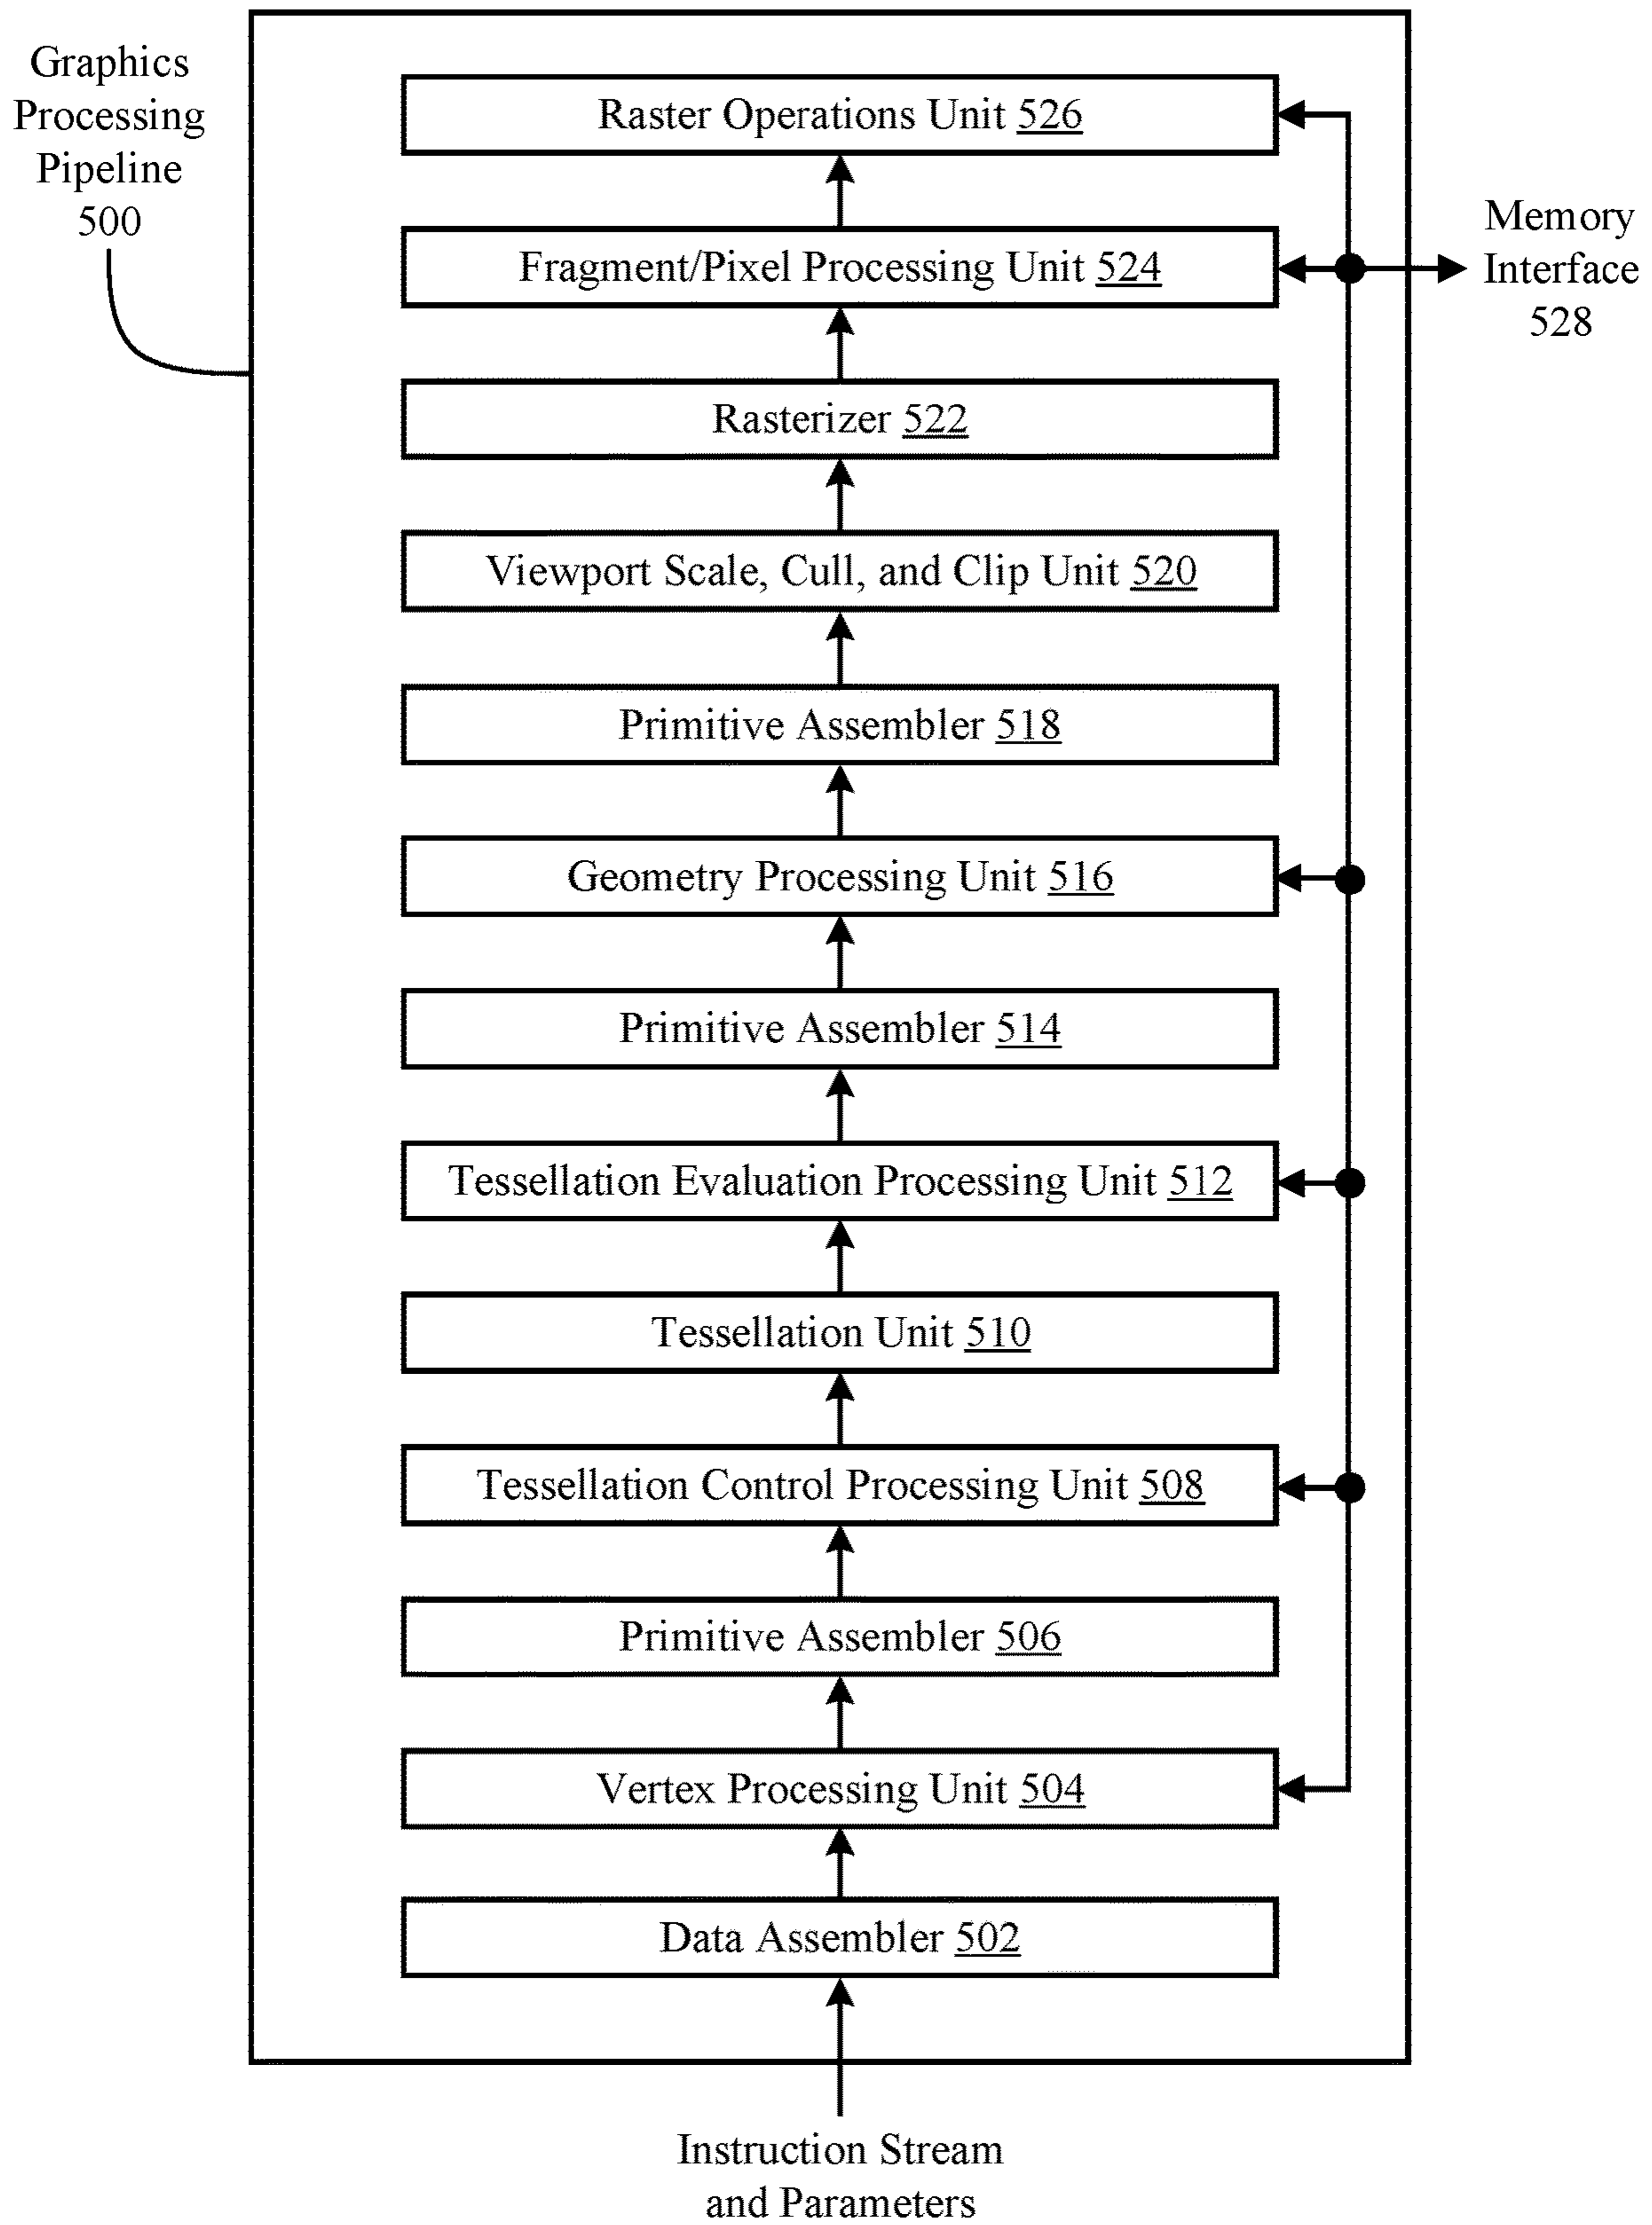 Graphics
Processing
Pipeline
500
Raster Operations Unit 526
Memory
Interface
528
Fragment/Pixel Processing Unit 524
Rasterizer 522
Viewport Scale, Cull, and Clip Unit 520
Primitive Assembler 518
Geometry Processing Unit 516
Primitive Assembler 514
Tessellation Evaluation Processing Unit 512
Tessellation Unit 510
Tessellation Control Processing Unit 508
Primitive Assembler 506
Vertex Processing Unit 504
Data Assembler 502
Instruction Stream
and Parameters